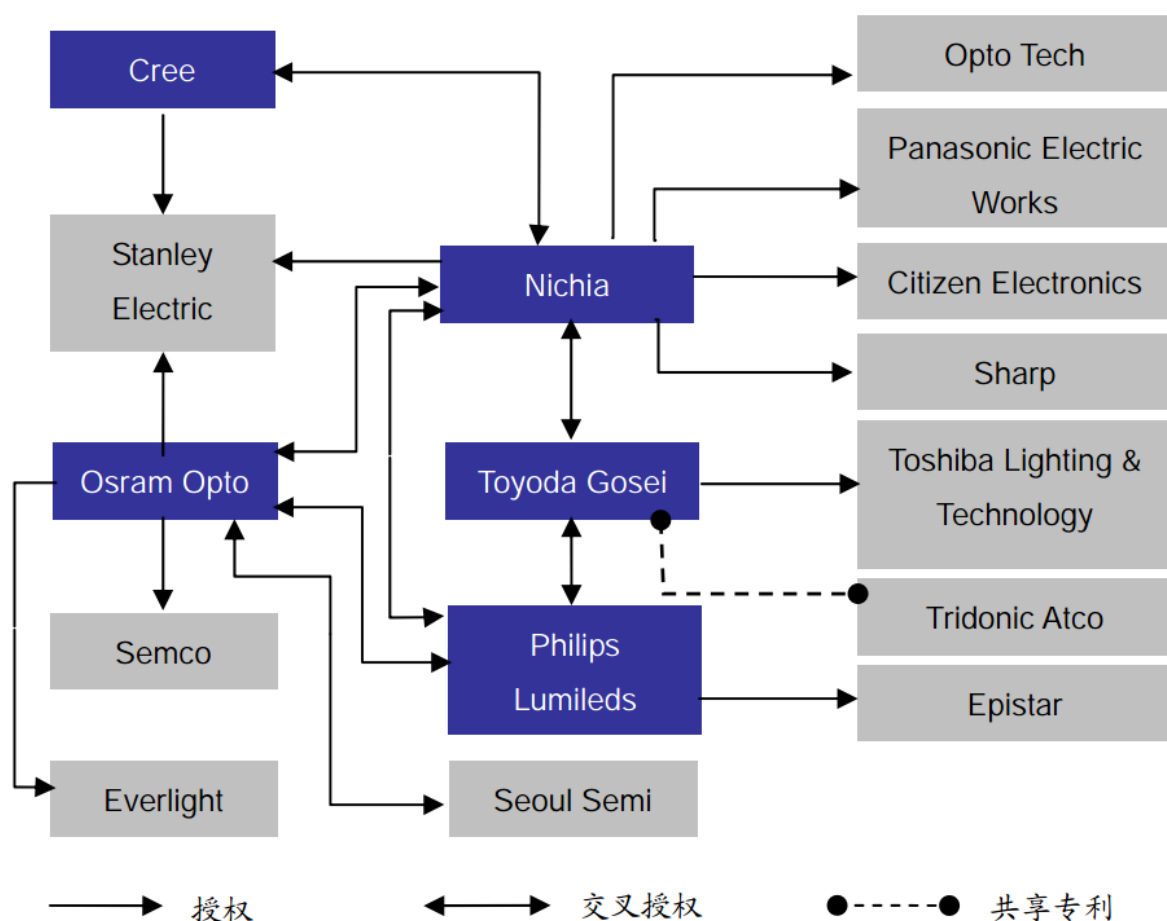 Cree
Opto Tech
Panasonic Electric
Works
Stanley
Electric
Nichia
Citizen Electronics
Sharp
Osram Opto
Toyoda Gosei
Toshiba Lighting &
Technology
Semco
Philips
Lumileds
Tridonic Atco
Epistar
Everlight
Seoul Semi
授权
交叉授权
共享专利